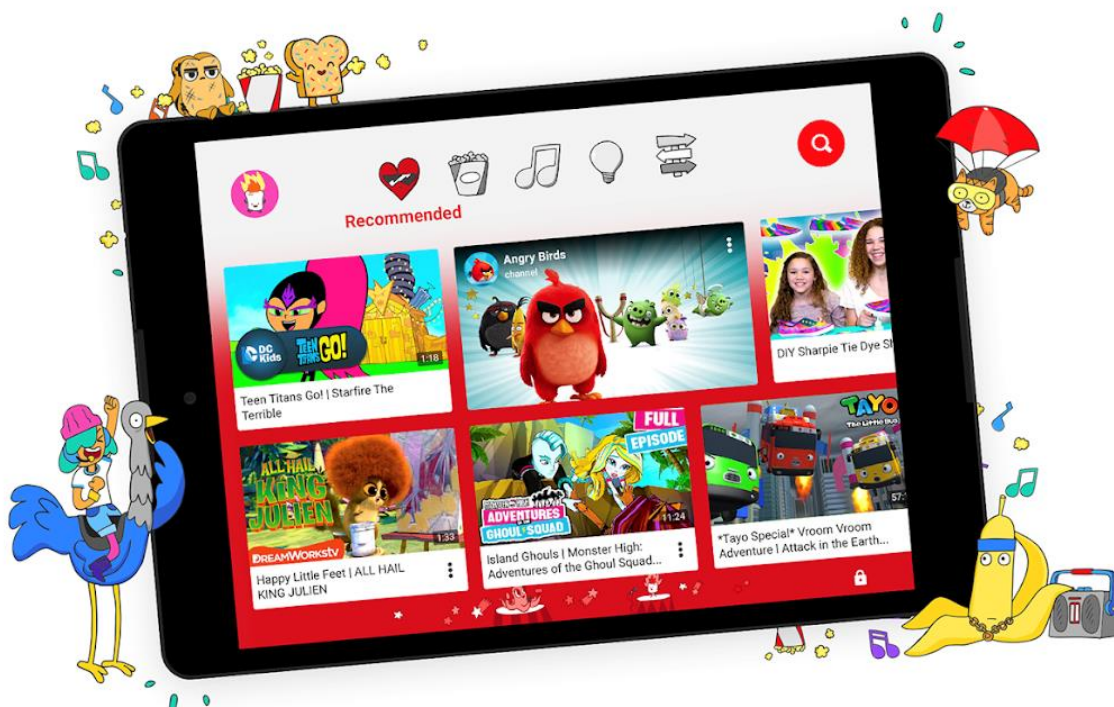 Recommended
DC
Kids
TEEN
TITANS
GO!
1:18
Teen Titans Go! | Starfire The
Terrible
Angry Birds
channel
DIY Sharpie Tie Dye Sh
ALL HAIL
KING
JULIEN
DREAMWORKStv
1:33
Happy Little Feet | ALL HAIL
KING JULIEN
FULL
EPISODE
ADVENTURES
GHOUL SQUAD
11:24
Island Ghouls | Monster High:
Adventures of the Ghoul Squad...
TAYO
The Little Bus
57:
*Tayo Special* Vroom Vroom
Adventure l Attack in the Earth...